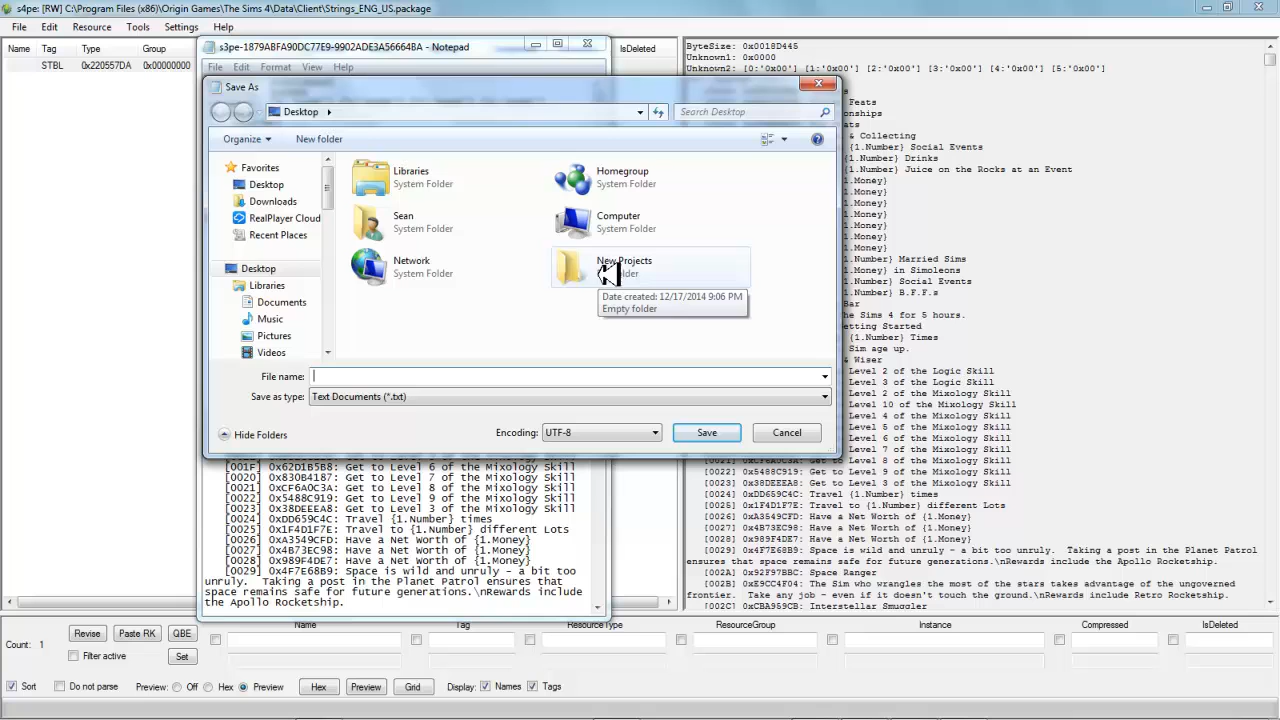 s4pe: [RW] C:\Program Files (x86)\Origin Games\The Sims 4\Data\Client\Strings_ENG_US.package
File Edit Resource Tools Settings Help
Name Tag Type Group
STBL 0x220557DA 0x00000000
s3pe-1879ABFA90DC77E9-9902ADE3A56664BA - Notepad
File Edit Format View Help
IsDeleted
Save As
Desktop
Search Desktop
Organize New folder
Favorites
Desktop
Downloads
RealPlayer Cloud
Recent Places
Desktop
Libraries
Documents
Music
Pictures
Videos
Libraries
System Folder
Homegroup
System Folder
Sean
System Folder
Computer
System Folder
Network
System Folder
New Projects
Date created: 12/17/2014 9:06 PM
Empty folder
File name:
Save as type: Text Documents (*.txt)
Hide Folders
Encoding: UTF-8 Save Cancel
[001F] 0x62D1B5B8: Get to Level 6 of the Mixology Skill
[0020] 0x830B4187: Get to Level 7 of the Mixology Skill
[0021] 0xCF6A0C3A: Get to Level 8 of the Mixology Skill
[0022] 0x5488C919: Get to Level 9 of the Mixology Skill
[0023] 0x38DEEEA8: Get to Level 3 of the Mixology Skill
[0024] 0xDD659C4C: Travel {1.Number} times
[0025] 0x1F4D1F7E: Travel to {1.Number} different Lots
[0026] 0xA3549CFD: Have a Net Worth of {1.Money}
[0027] 0x4B73EC98: Have a Net Worth of {1.Money}
[0028] 0x989F4DE7: Have a Net Worth of {1.Money}
[0029] 0x4F7E68B9: Space is wild and unruly - a bit too
unruly.  Taking a post in the Planet Patrol ensures that
space remains safe for future generations.\nRewards include
the Apollo Rocketship.
ByteSize: 0x0018D445
Unknown1: 0x0000
Unknown2: [0:'0x00'] [1:'0x00'] [2:'0x00'] [3:'0x00'] [4:'0x00'] [5:'0x00']
Feats
& Collecting
{1.Number} Social Events
{1.Number} Drinks
{1.Number} Juice on the Rocks at an Event
1.Money}
1.Money}
1.Money}
1.Money}
1.Money}
1.Money}
1.Money}
{1.Number} Married Sims
Money} in Simoleons
{1.Number} Social Events
{1.Number} B.F.F.s
Bar
he Sims 4 for 5 hours.
etting Started
1.Number} Times
Sim age up.
& Wiser
Level 2 of the Logic Skill
Level 3 of the Logic Skill
Level 2 of the Mixology Skill
Level 10 of the Mixology Skill
Level 4 of the Mixology Skill
Level 5 of the Mixology Skill
Level 6 of the Mixology Skill
Level 7 of the Mixology Skill
[0021] 0xCF6A0C3A: Get to Level 8 of the Mixology Skill
[0022] 0x5488C919: Get to Level 9 of the Mixology Skill
[0023] 0x38DEEEA8: Get to Level 3 of the Mixology Skill
[0024] 0xDD659C4C: Travel {1.Number} times
[0025] 0x1F4D1F7E: Travel to {1.Number} different Lots
[0026] 0xA3549CFD: Have a Net Worth of {1.Money}
[0027] 0x4B73EC98: Have a Net Worth of {1.Money}
[0028] 0x989F4DE7: Have a Net Worth of {1.Money}
[0029] 0x4F7E68B9: Space is wild and unruly - a bit too unruly.  Taking a post in the Planet Patrol
ensures that space remains safe for future generations.\nRewards include the Apollo Rocketship.
[002A] 0x92F97BBC: Space Ranger
[002B] 0xE9CC4F04: The Sim who wrangles the most of the stars takes advantage of the ungoverned
frontier.  Take any job - even if it doesn't touch the ground.\nRewards include Retro Rocketship.
[002C] 0xCBA959CB: Interstellar Smuggler
Name Tag ResourceType ResourceGroup Instance Compressed IsDeleted
Count: 1 Revise Paste RK QBE
Filter active Set
Sort Do not parse Preview: Off Hex Preview Hex Preview Grid Display: Names Tags